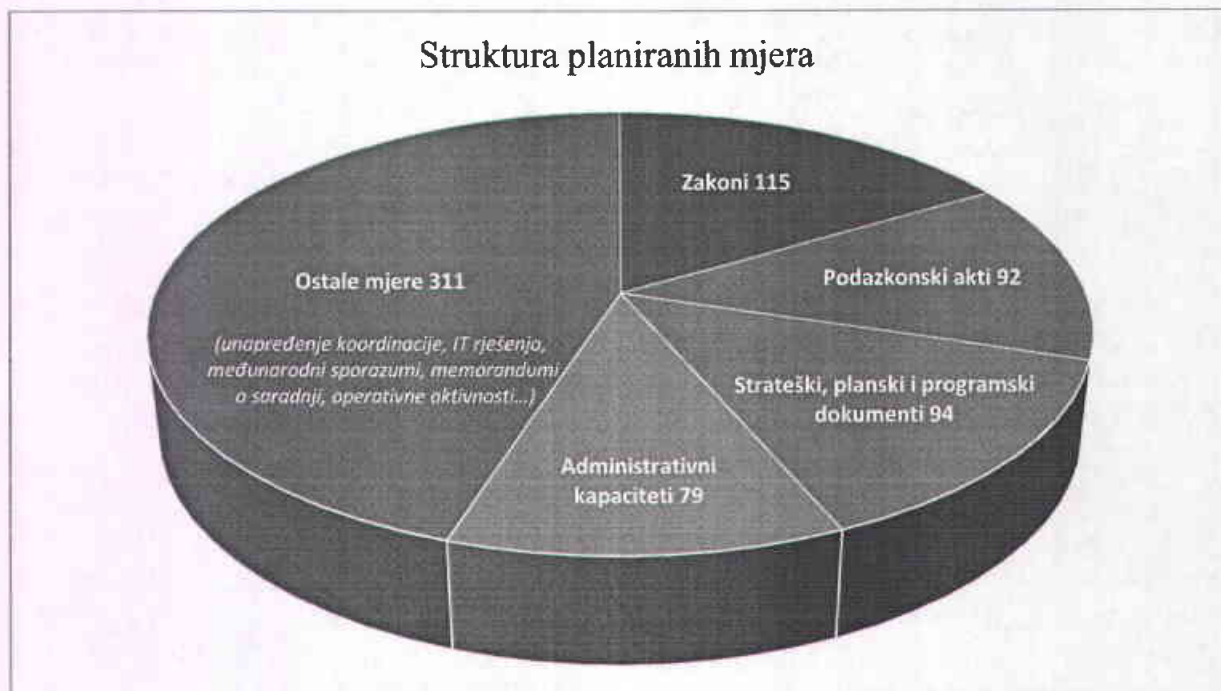 Struktura planiranih mjera
Zakoni 115
Podazkonski akti 92
Strateški, planski i programski
dokumenti 94
Administrativni
kapaciteti 79
Ostale mjere 311
(unapređenje koordinacije, IT rješenja,
međunarodni sporazumi, memorandumi
o saradnji, operativne aktivnosti...)